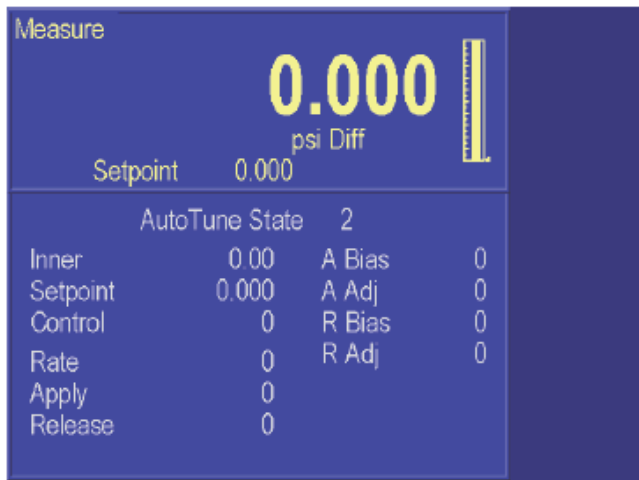 Measure
0.000
psi Diff
Setpoint 0.000
AutoTune State 2
Inner 0.00 A Bias 0
Setpoint 0.000 A Adj 0
Control 0 R Bias 0
Rate 0 R Adj 0
Apply 0
Release 0